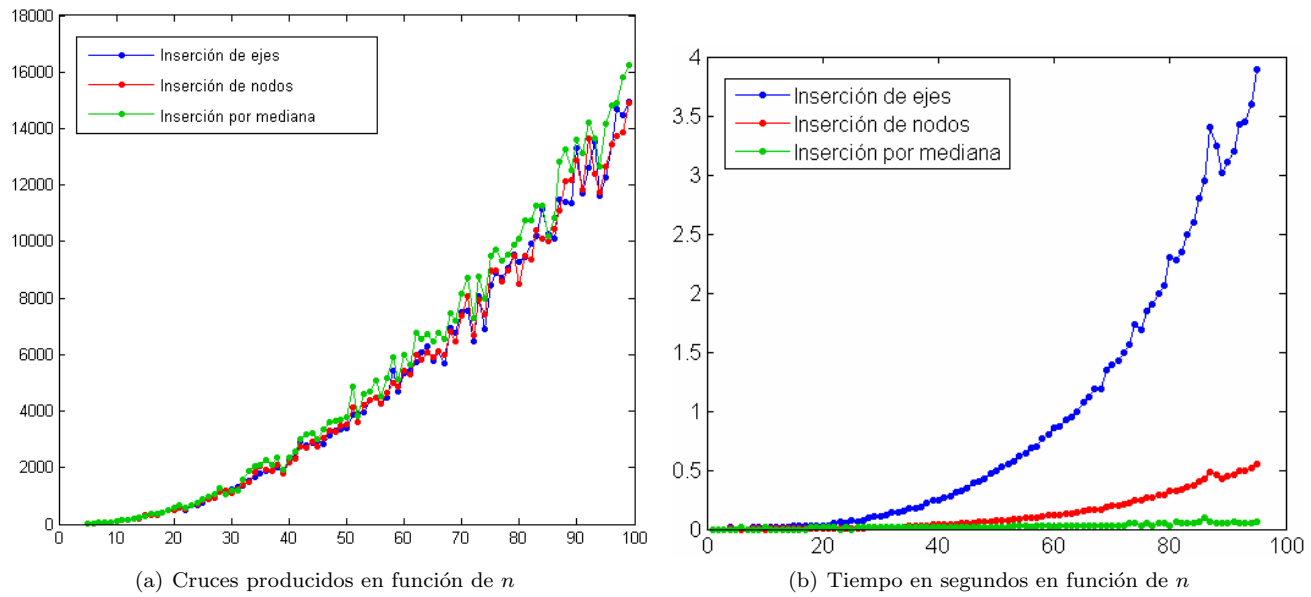 18000
16000
14000
12000
10000
8000
6000
4000
2000
0
Inserción de ejes
Inserción de nodos
Inserción por mediana
0 10 20 30 40 50 60 70 80 90 100
(a) Cruces producidos en función de n
4
3.5
3
2.5
2
1.5
1
0.5
0
Inserción de ejes
Inserción de nodos
Inserción por mediana
0 20 40 60 80 100
(b) Tiempo en segundos en función de n